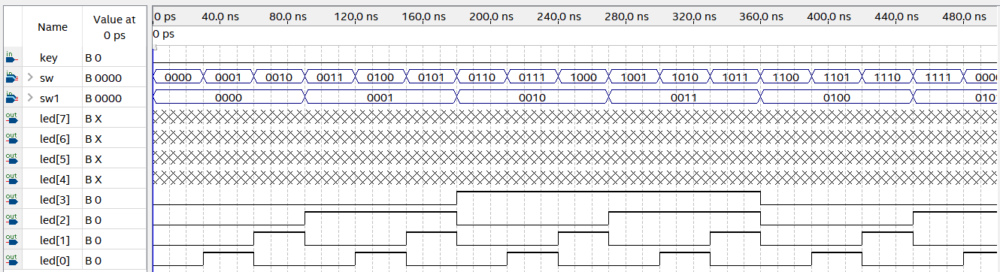 Name Value at 0 ps
0 ps 40.0 ns 80.0 ns 120.0 ns 160.0 ns 200.0 ns 240.0 ns 280.0 ns 320.0 ns 360.0 ns 400.0 ns 440.0 ns 480.0 ns
0 ps
in key B 0
in > sw B 0000 0000 0001 0010 0011 0100 0101 0110 0111 1000 1001 1010 1011 1100 1101 1110 1111 0000
in > sw1 B 0000 0000 0001 0010 0011 0100 010
out led[7] B X
out led[6] B X
out led[5] B X
out led[4] B X
out led[3] B 0
out led[2] B 0
out led[1] B 0
out led[0] B 0